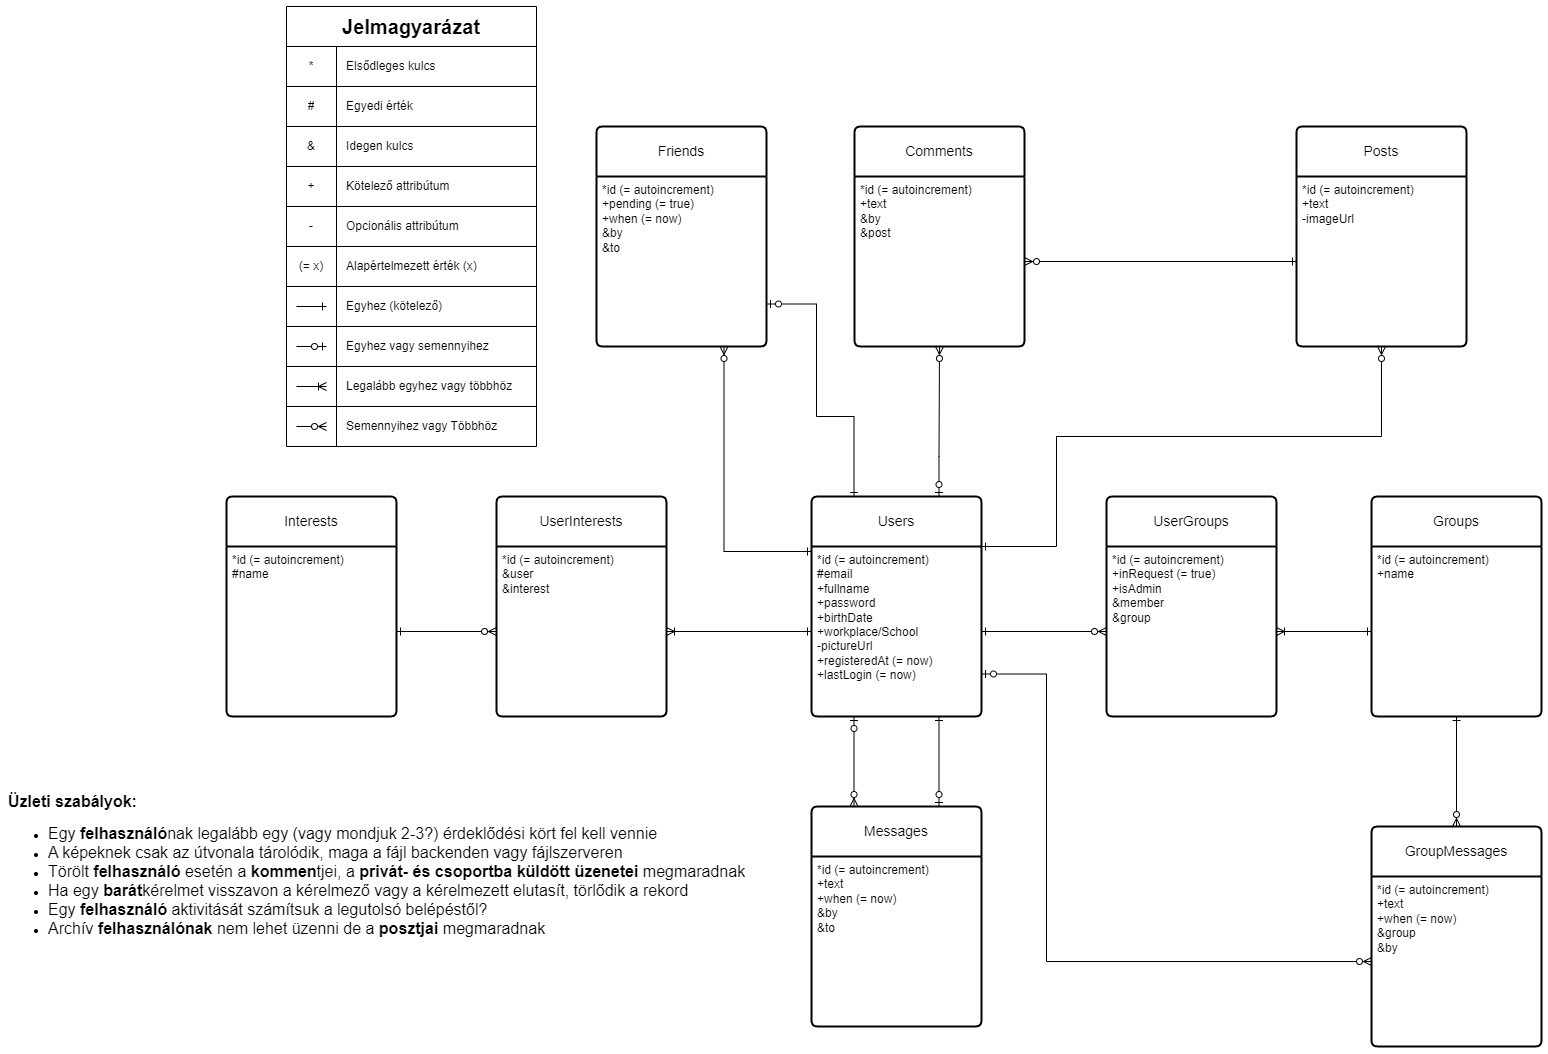 Jelmagyarázat
* Elsődleges kulcs
# Egyedi érték
& Idegen kulcs
+ Kötelező attribútum
- Opcionális attribútum
(= x) Alapértelmezett érték (x)
Egyhez (kötelező)
Egyhez vagy semennyihez
Legalább egyhez vagy többhöz
Semennyihez vagy Többhöz
Friends
*id (= autoincrement)
+pending (= true)
+when (= now)
&by
&to
Comments
*id (= autoincrement)
+text
&by
&post
Posts
*id (= autoincrement)
+text
-imageUrl
Interests
*id (= autoincrement)
#name
UserInterests
*id (= autoincrement)
&user
&interest
Users
*id (= autoincrement)
#email
+fullname
+password
+birthDate
+workplace/School
-pictureUrl
+registeredAt (= now)
+lastLogin (= now)
UserGroups
*id (= autoincrement)
+inRequest (= true)
+isAdmin
&member
&group
Groups
*id (= autoincrement)
+name
Üzleti szabályok:
• Egy felhasználónak legalább egy (vagy mondjuk 2-3?) érdeklődési kört fel kell vennie
• A képeknek csak az útvonala tárolódik, maga a fájl backenden vagy fájlszerveren
• Törölt felhasználó esetén a kommentjei, a privát- és csoportba küldött üzenetei megmaradnak
• Ha egy barátkérelmet visszavon a kérelmező vagy a kérelmezett elutasít, törlődik a rekord
• Egy felhasználó aktivitását számítsuk a legutolsó belépéstől?
• Archív felhasználónak nem lehet üzenni de a posztjai megmaradnak
Messages
*id (= autoincrement)
+text
+when (= now)
&by
&to
GroupMessages
*id (= autoincrement)
+text
+when (= now)
&group
&by